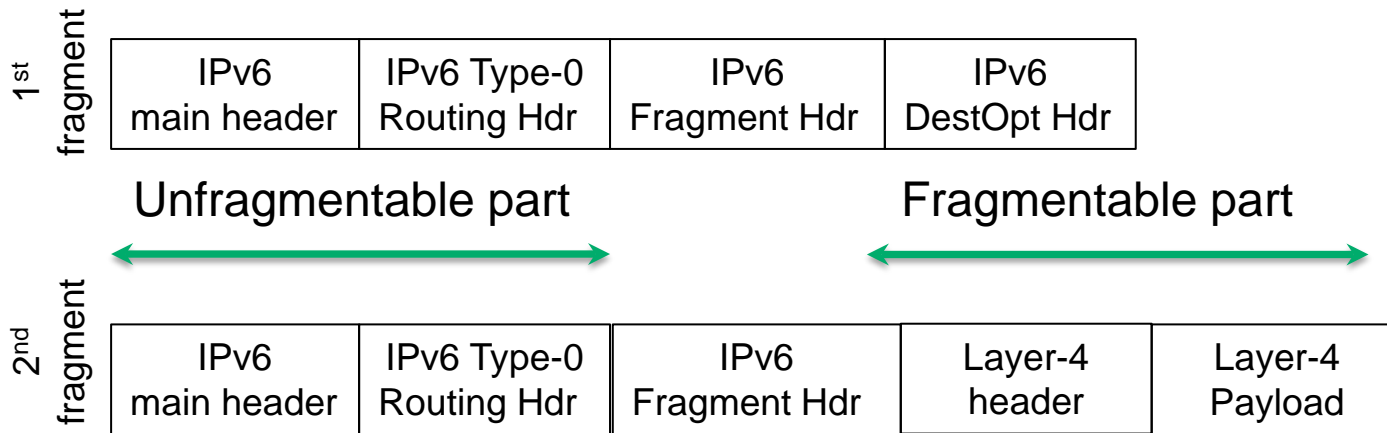 1st
fragment
IPv6
main header
IPv6 Type-0
Routing Hdr
IPv6
Fragment Hdr
IPv6
DestOpt Hdr
Unfragmentable part
Fragmentable part
2nd
fragment
IPv6
main header
IPv6 Type-0
Routing Hdr
IPv6
Fragment Hdr
Layer-4
header
Layer-4
Payload